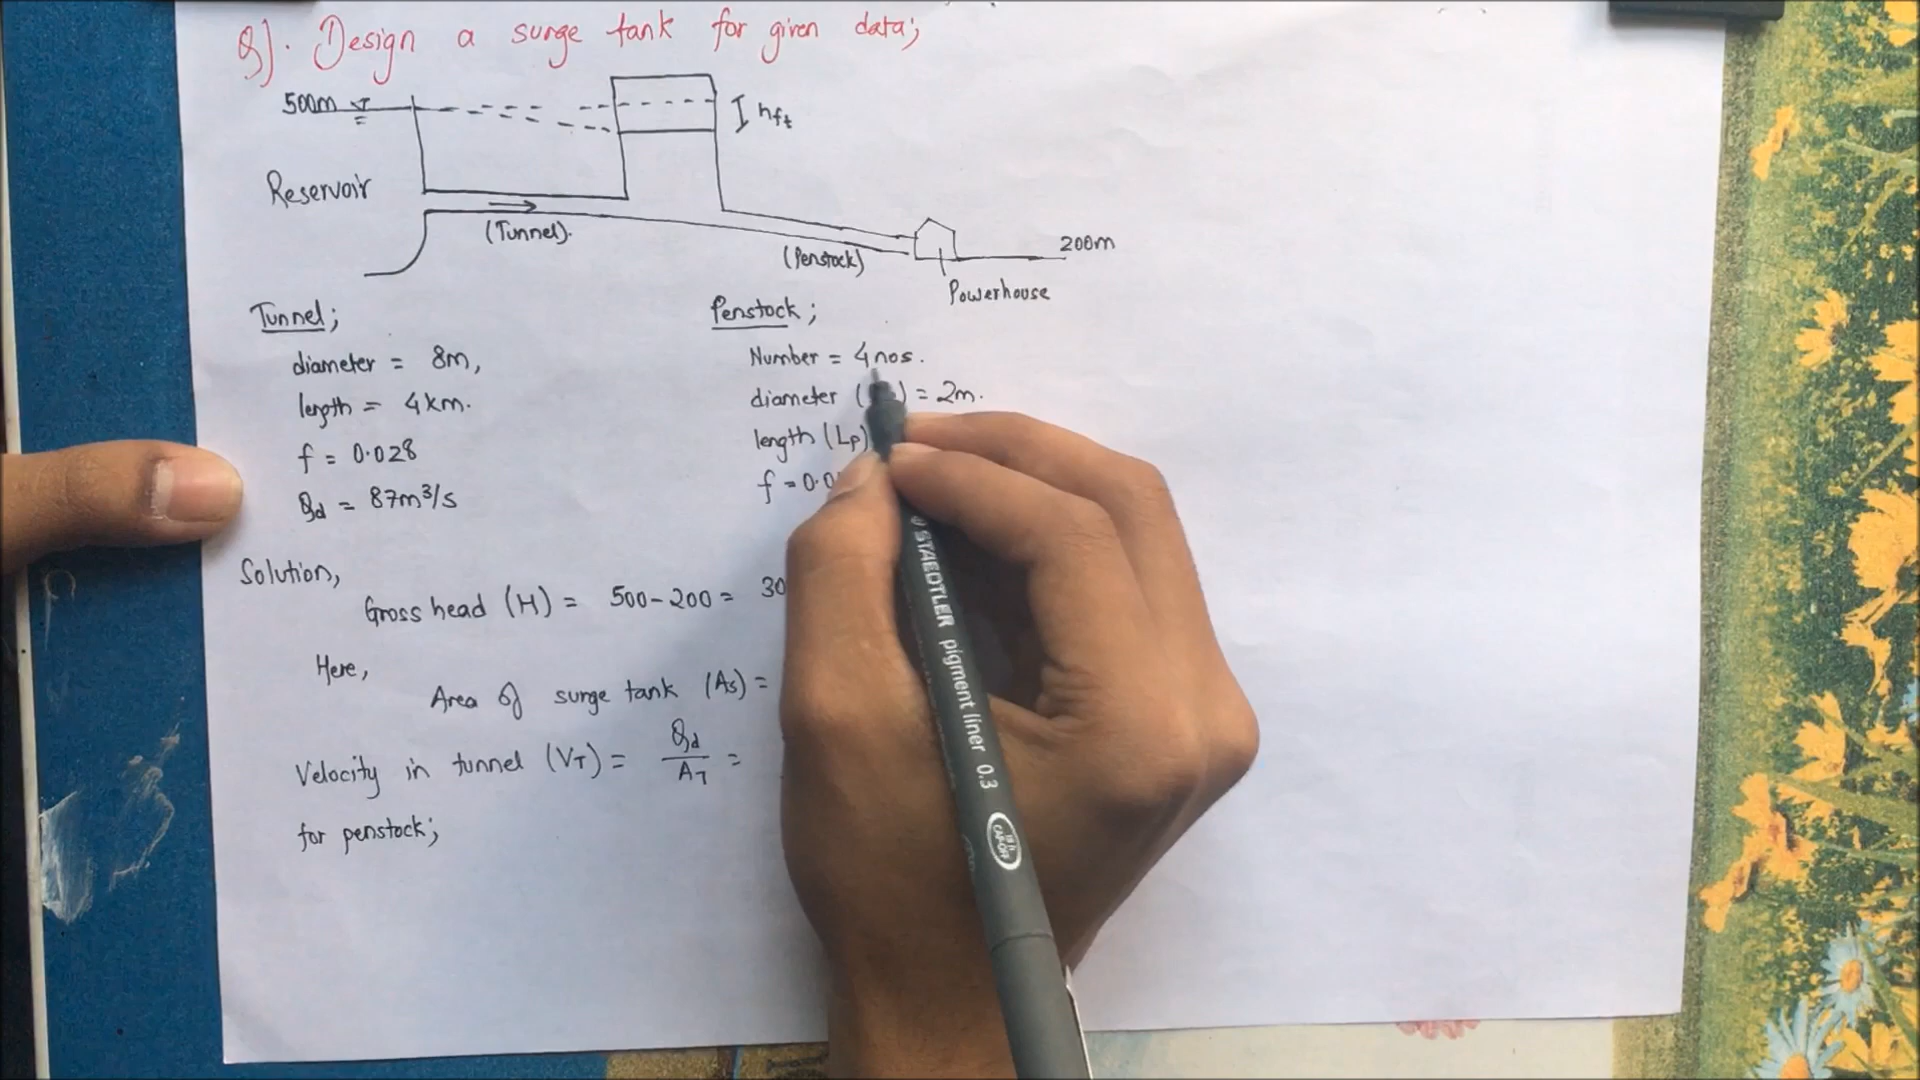 Q). Design a surge tank for given data;
500m
hft
Reservoir
(Tunnel).
(Penstock)
200m
Powerhouse
Tunnel;
diameter = 8m,
length = 4km.
f = 0.028
Qd = 87m³/s
Penstock;
Number = 4nos.
diameter ( ) = 2m.
length (Lp)
f = 0.0
Solution,
Gross head (H) = 500-200 = 30
Here,
Area of surge tank (As) =
Velocity in tunnel (VT) = Qd/AT =
for penstock;
STAEDTLER pigment liner 0.3
CAP-OFF